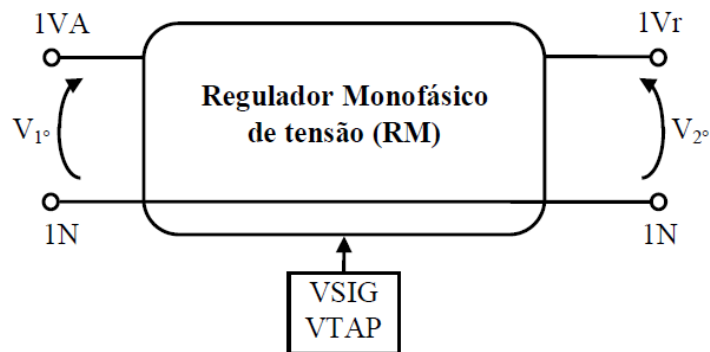 1VA
1Vr
Regulador Monofásico
de tensão (RM)
V1°
V2°
1N
1N
VSIG
VTAP